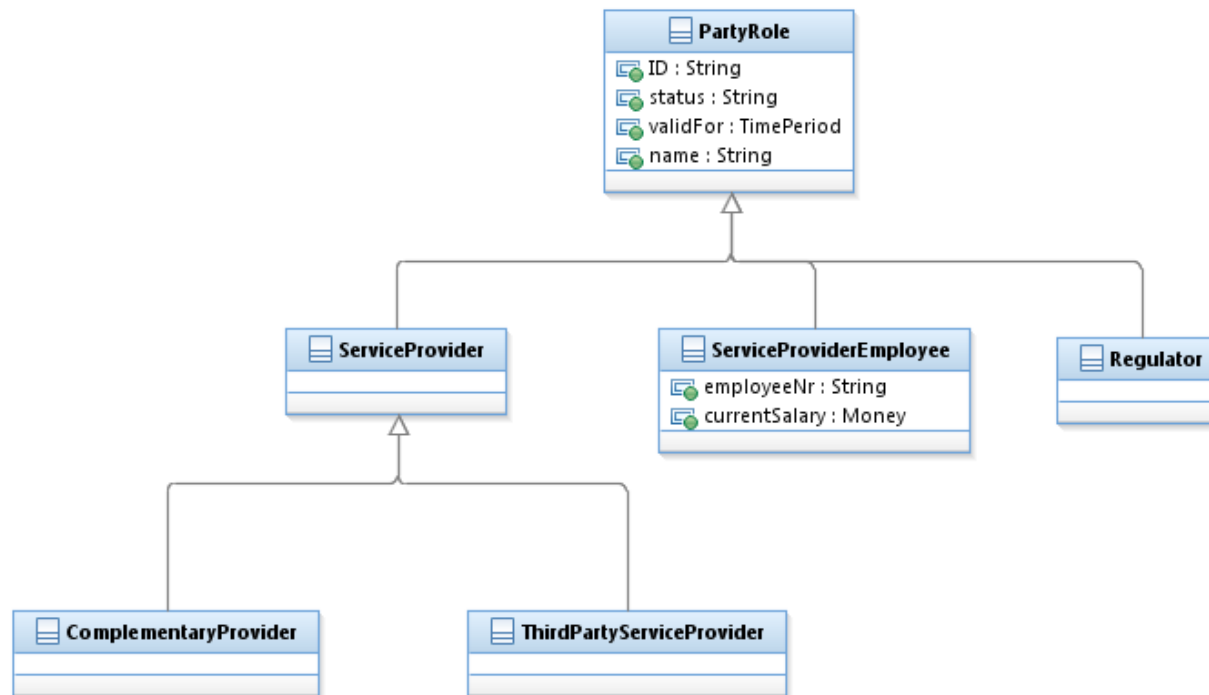 PartyRole
ID : String
status : String
validFor : TimePeriod
name : String
ServiceProvider
ServiceProviderEmployee
employeeNr : String
currentSalary : Money
Regulator
ComplementaryProvider
ThirdPartyServiceProvider